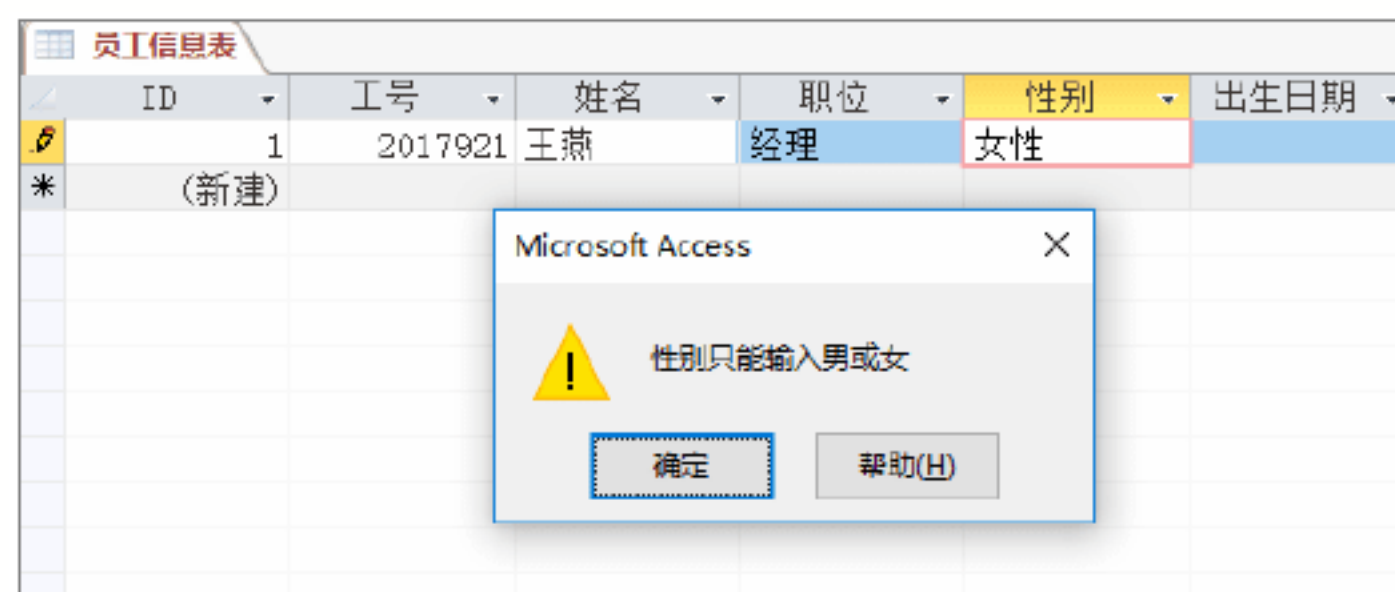 员工信息表
ID 工号 姓名 职位 性别 出生日期
1 2017921 王燕 经理 女性
* (新建)
Microsoft Access
性别只能输入男或女
确定 帮助(H)